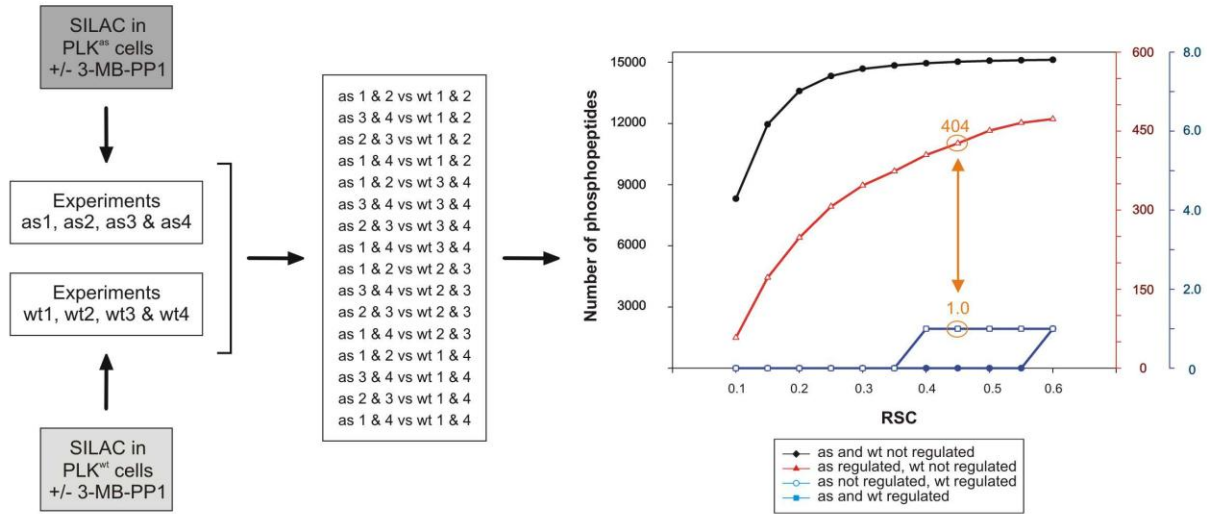 SILAC in
PLKas cells
+/- 3-MB-PP1
Experiments
as1, as2, as3 & as4
Experiments
wt1, wt2, wt3 & wt4
SILAC in
PLKwt cells
+/- 3-MB-PP1
as 1 & 2 vs wt 1 & 2
as 3 & 4 vs wt 1 & 2
as 2 & 3 vs wt 1 & 2
as 1 & 4 vs wt 1 & 2
as 1 & 2 vs wt 3 & 4
as 3 & 4 vs wt 3 & 4
as 2 & 3 vs wt 3 & 4
as 1 & 4 vs wt 3 & 4
as 1 & 2 vs wt 2 & 3
as 3 & 4 vs wt 2 & 3
as 2 & 3 vs wt 2 & 3
as 1 & 4 vs wt 2 & 3
as 1 & 2 vs wt 1 & 4
as 3 & 4 vs wt 1 & 4
as 2 & 3 vs wt 1 & 4
as 1 & 4 vs wt 1 & 4
Number of phosphopeptides
15000
12000
9000
6000
3000
404
1.0
600
450
300
150
0
8.0
6.0
4.0
2.0
0
0.1 0.2 0.3 0.4 0.5 0.6
RSC
as and wt not regulated
as regulated, wt not regulated
as not regulated, wt regulated
as and wt regulated